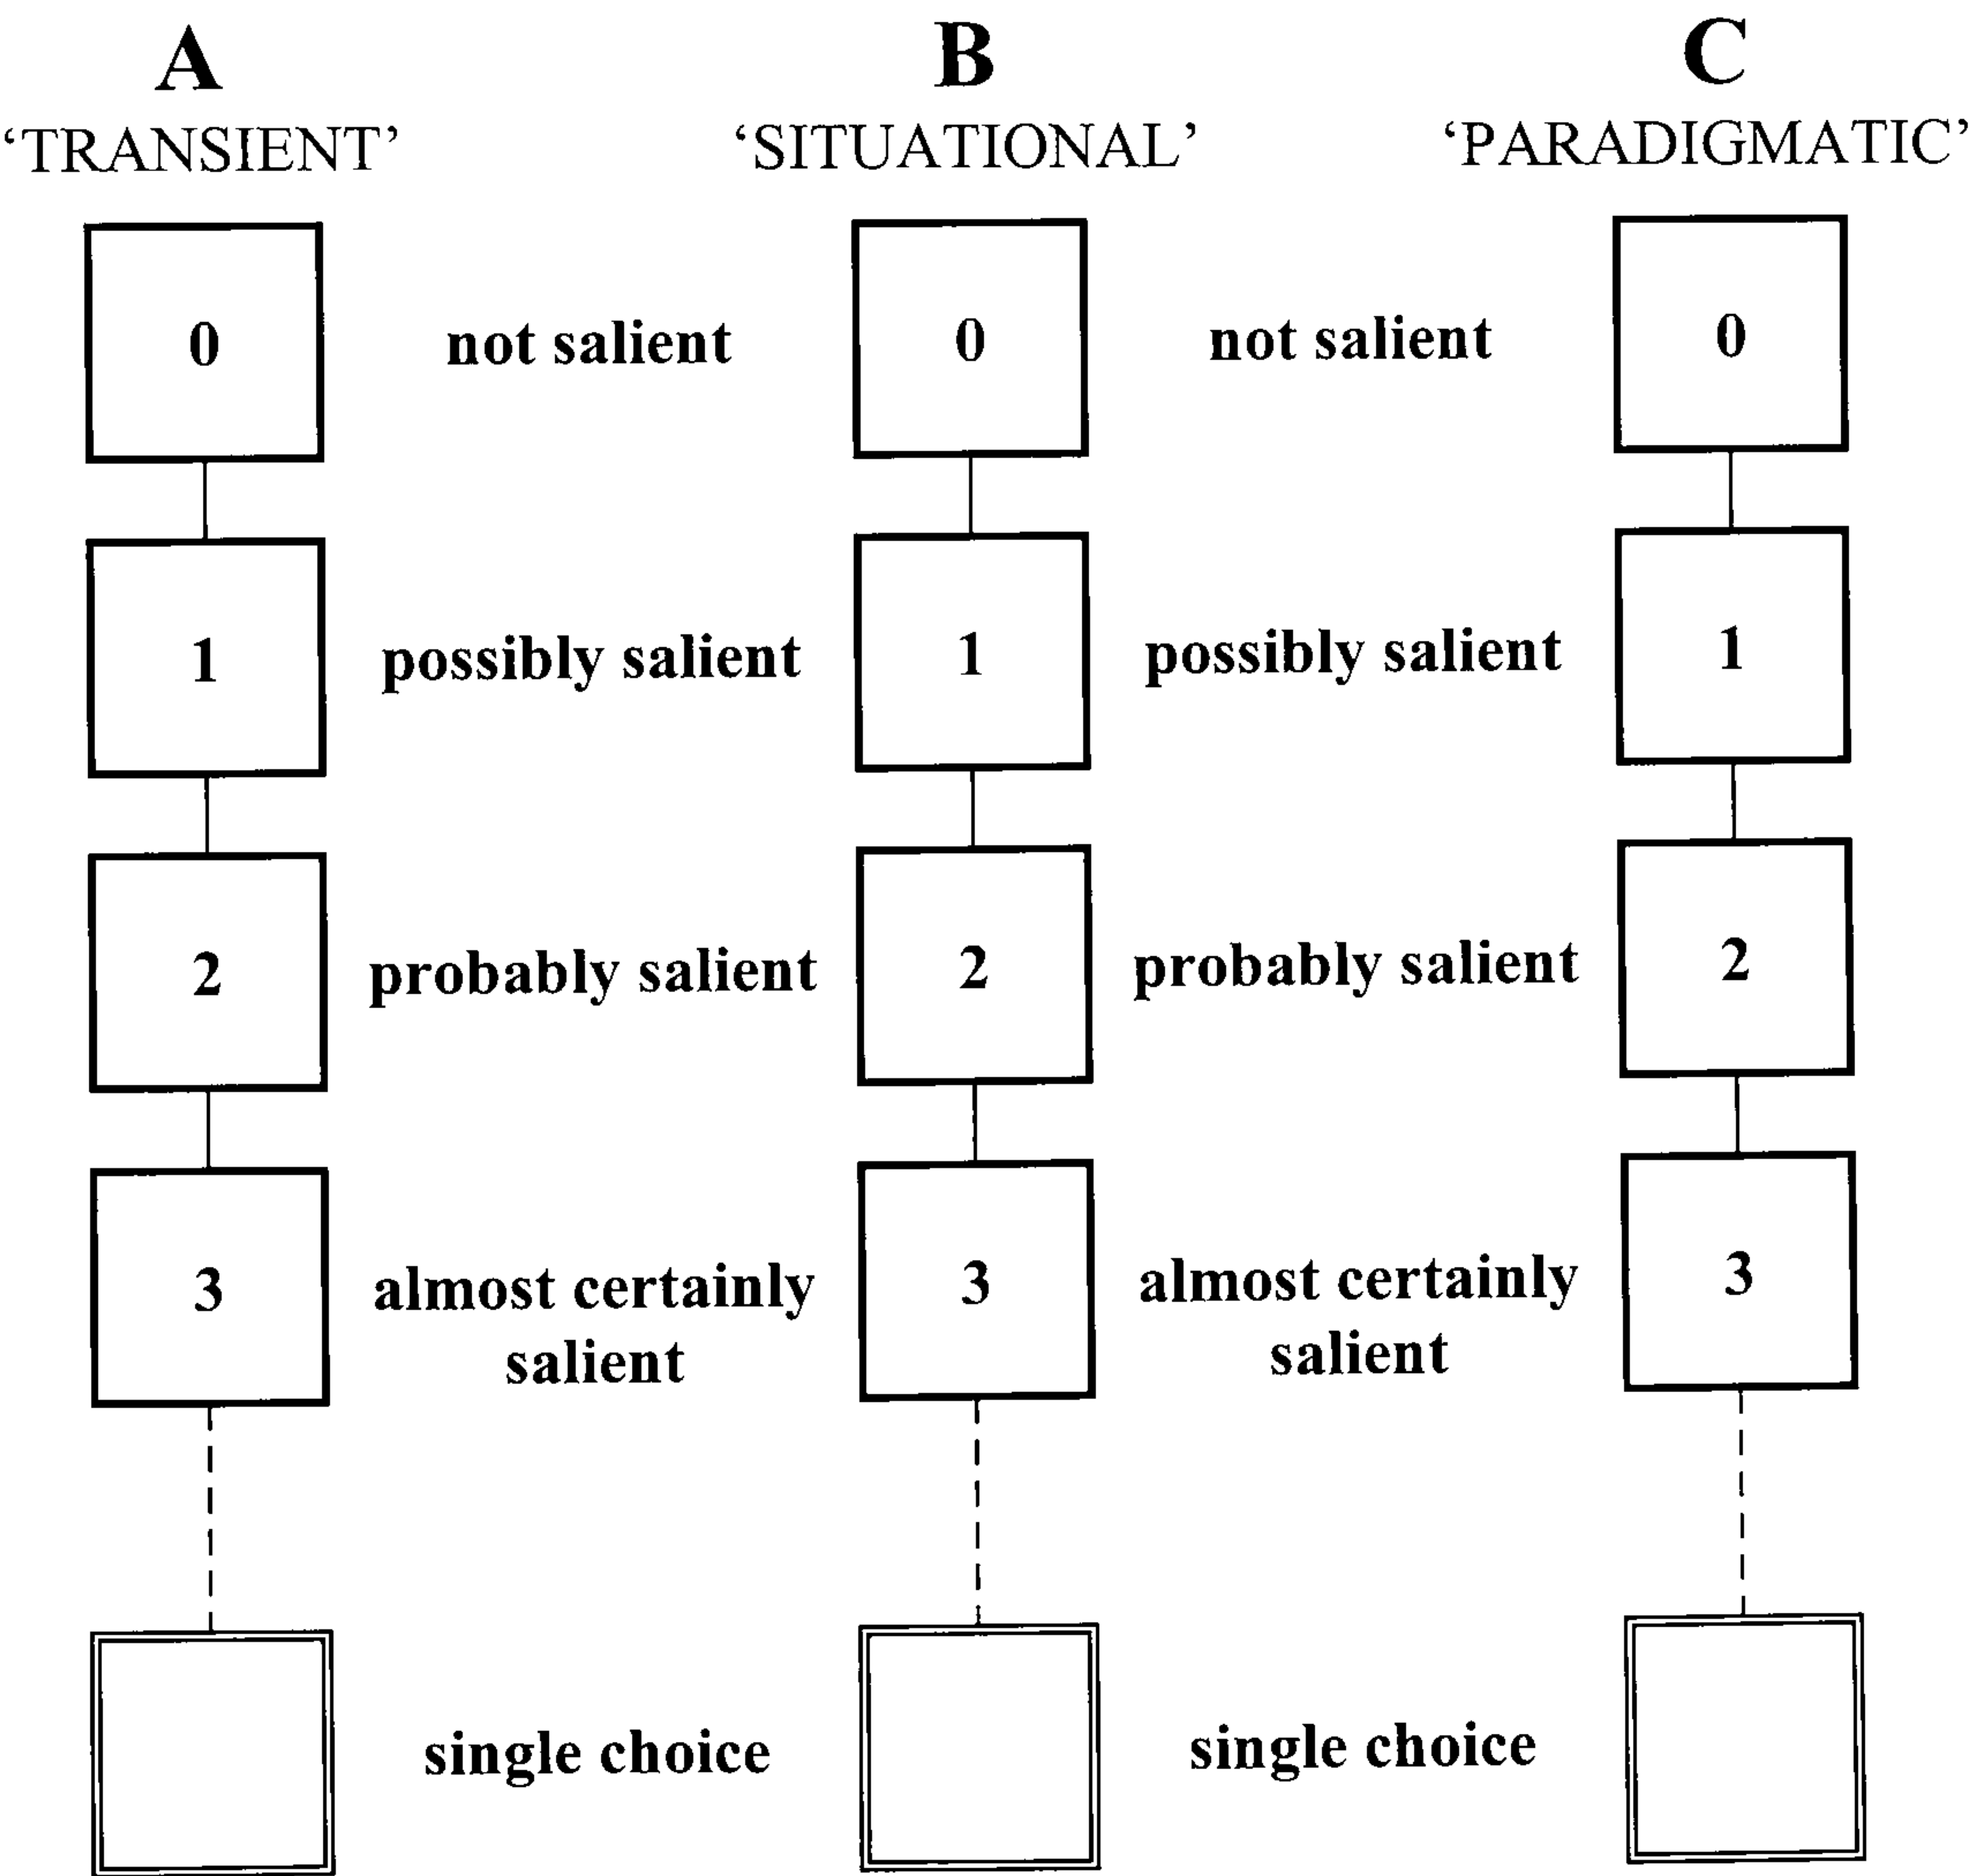 A B C
‘TRANSIENT’ ‘SITUATIONAL’ ‘PARADIGMATIC’
0 not salient 0 not salient 0
1 possibly salient 1 possibly salient 1
2 probably salient 2 probably salient 2
3 almost certainly 3 almost certainly 3
salient salient
single choice single choice